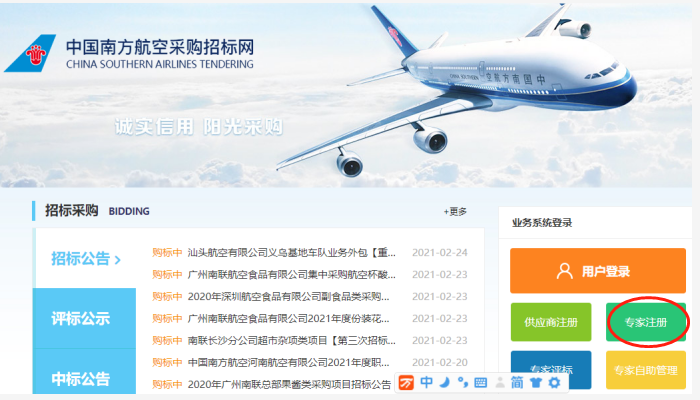 中国南方航空采购招标网
CHINA SOUTHERN AIRLINES TENDERING
中国南方航空
诚实信用 阳光采购
招标采购 BIDDING
+更多
招标公告 >
评标公示
中标公告
购标中 汕头航空有限公司义乌基地车队业务外包【重... 2021-02-24
购标中 广州南联航空食品有限公司集中采购航空杯酸... 2021-02-23
购标中 2020年深圳航空食品有限公司副食品类采购... 2021-02-23
购标中 广州南联航空食品有限公司2021年度份装花... 2021-02-23
购标中 南联长沙分公司超市杂项类项目【第三次招标... 2021-02-23
购标中 中国南方航空河南航空有限公司2021年度职... 2021-02-20
购标中 2020年广州南联总部果酱类采购项目招标公告
业务系统登录
用户登录
供应商注册
专家注册
专家评标
专家自助管理
中
简